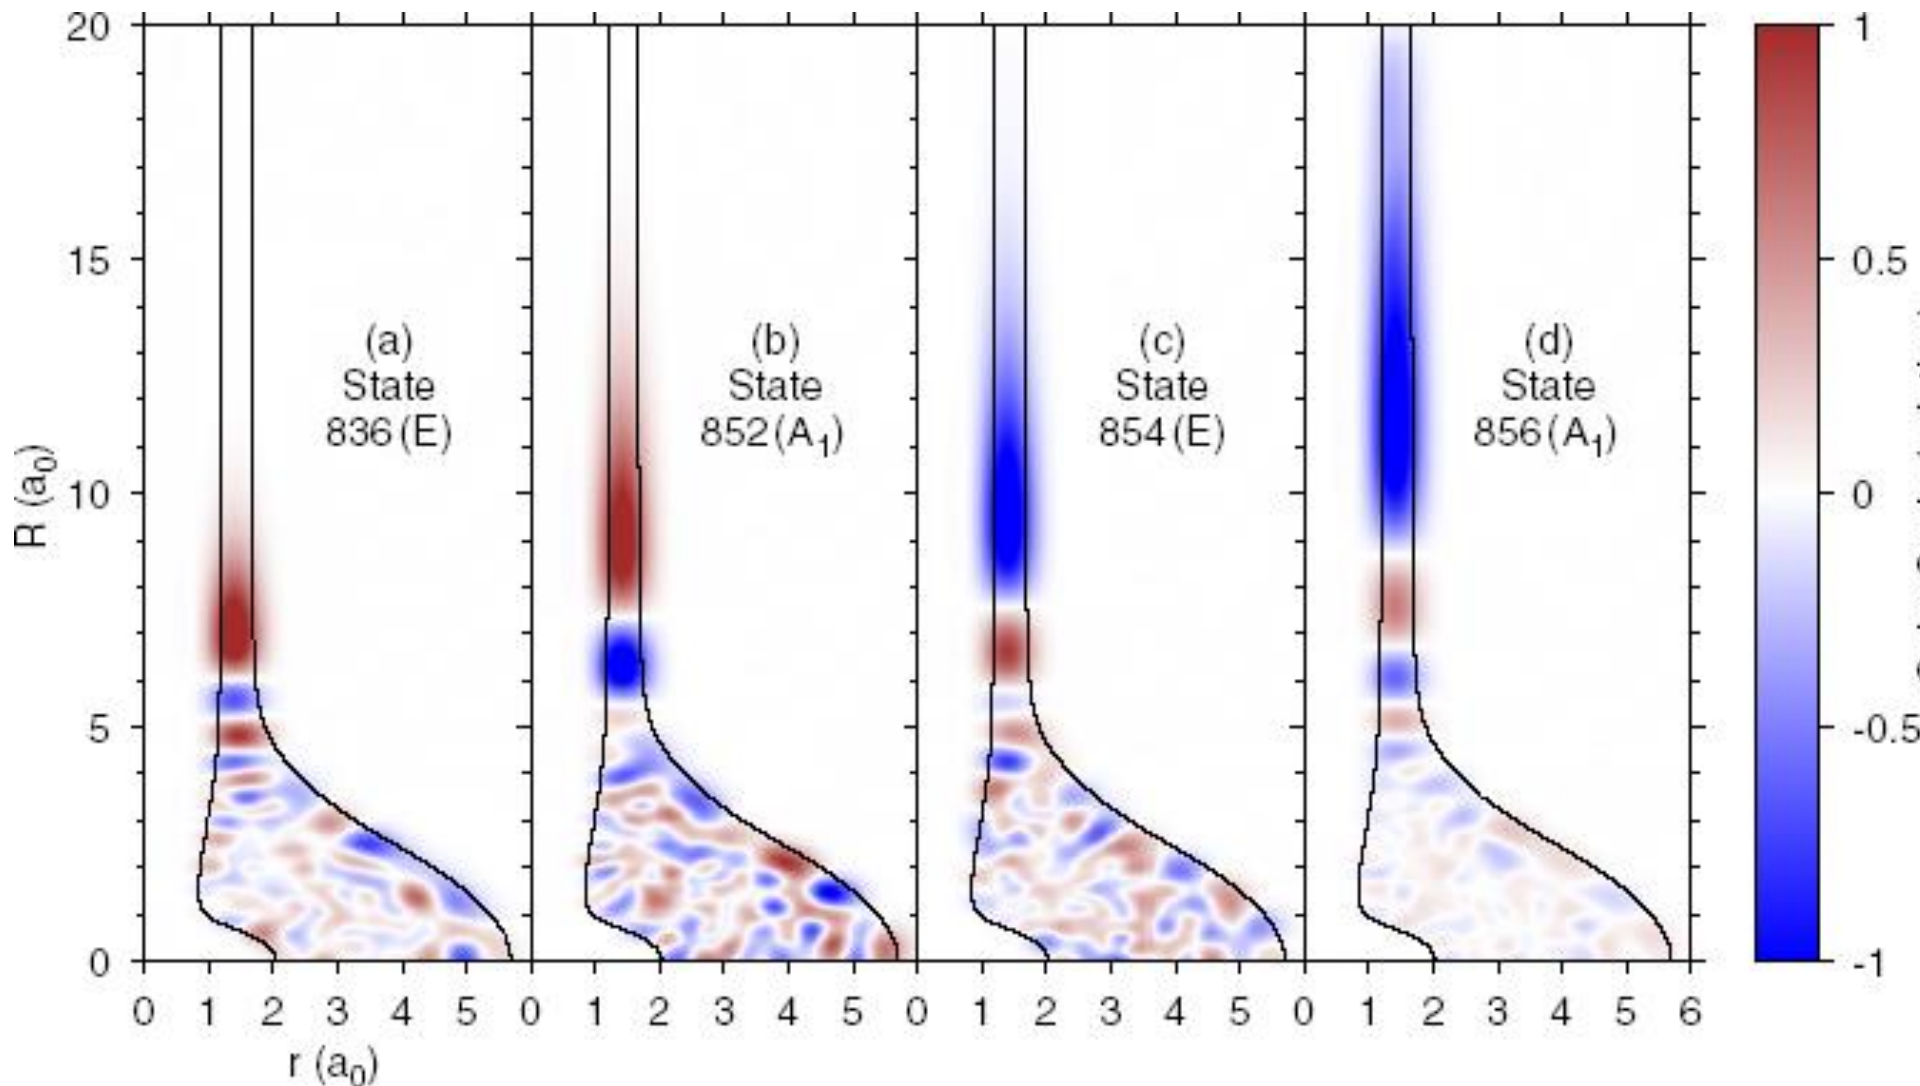 20
15
10
5
0
R (a0)
(a)
State
836 (E)
(b)
State
852 (A1)
(c)
State
854 (E)
(d)
State
856 (A1)
0 1 2 3 4 5 0 1 2 3 4 5 0 1 2 3 4 5 0 1 2 3 4 5 6
r (a0)
1
0.5
0
-0.5
-1